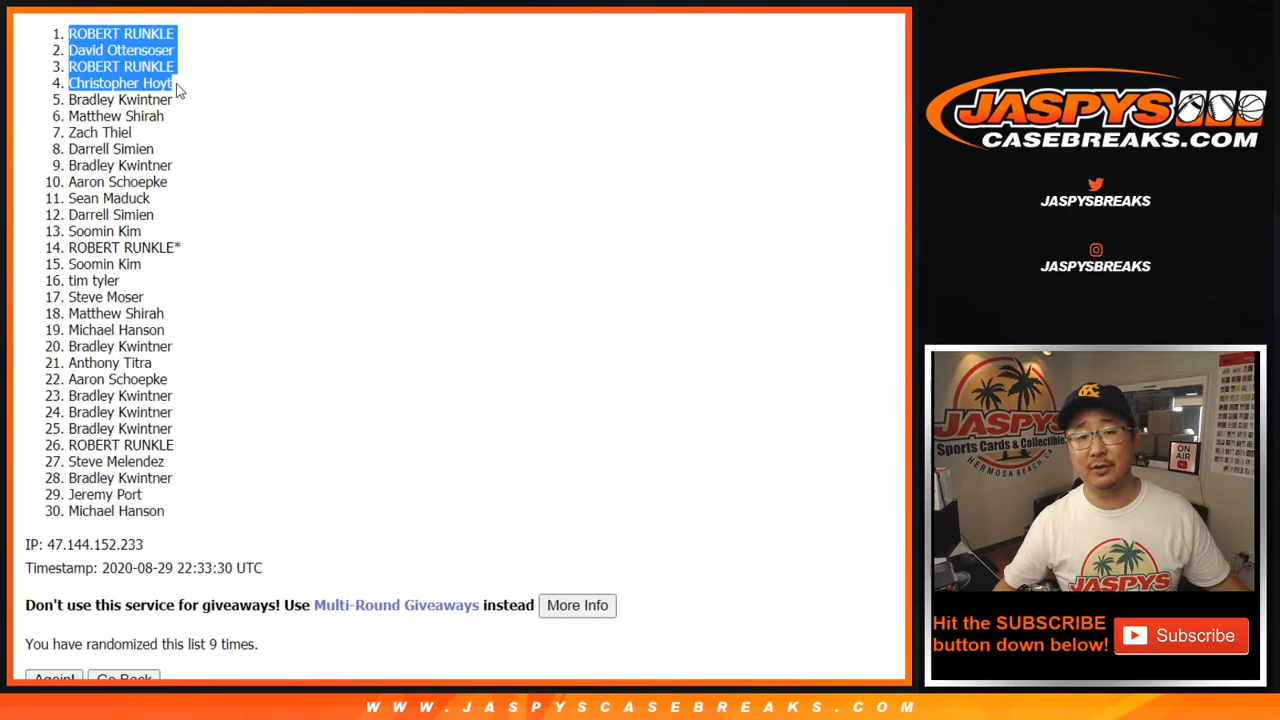 1. ROBERT RUNKLE
2. David Ottensoser
3. ROBERT RUNKLE
4. Christopher Hoyt
5. Bradley Kwintner
6. Matthew Shirah
7. Zach Thiel
8. Darrell Simien
9. Bradley Kwintner
10. Aaron Schoepke
11. Sean Maduck
12. Darrell Simien
13. Soomin Kim
14. ROBERT RUNKLE*
15. Soomin Kim
16. tim tyler
17. Steve Moser
18. Matthew Shirah
19. Michael Hanson
20. Bradley Kwintner
21. Anthony Titra
22. Aaron Schoepke
23. Bradley Kwintner
24. Bradley Kwintner
25. Bradley Kwintner
26. ROBERT RUNKLE
27. Steve Melendez
28. Bradley Kwintner
29. Jeremy Port
30. Michael Hanson
IP: 47.144.152.233
Timestamp: 2020-08-29 22:33:30 UTC
Don't use this service for giveaways! Use Multi-Round Giveaways instead More Info
You have randomized this list 9 times.
Again! Go Back
JASPYS
CASEBREAKS.COM
JASPYSBREAKS
JASPYSBREAKS
JASPYS
Sports Cards & Collectibles
HERMOSA BEACH, CA
ON
AIR
KC
JASPYS
Hit the SUBSCRIBE
button down below!
Subscribe
WWW.JASPYSCASEBREAKS.COM